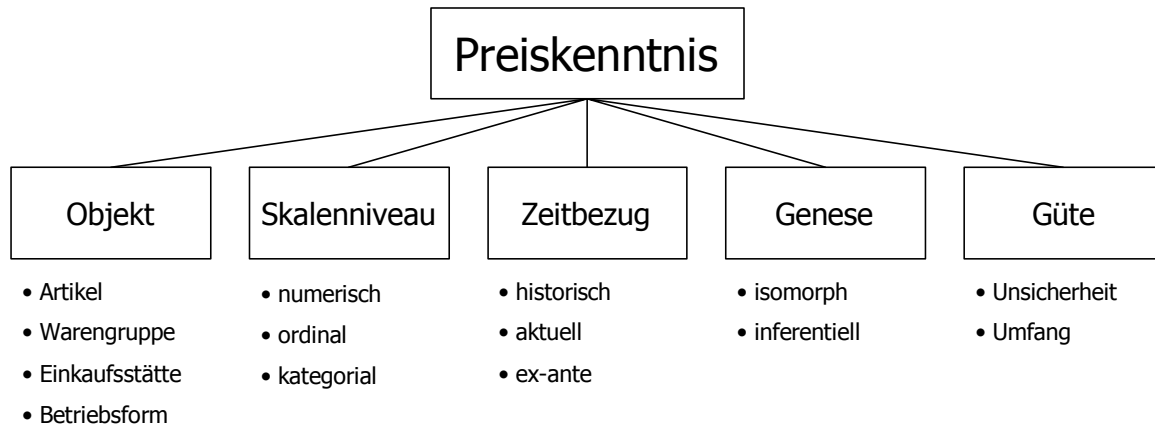 Preiskenntnis
Objekt
• Artikel
• Warengruppe
• Einkaufsstätte
• Betriebsform
Skalenniveau
• numerisch
• ordinal
• kategorial
Zeitbezug
• historisch
• aktuell
• ex-ante
Genese
• isomorph
• inferentiell
Güte
• Unsicherheit
• Umfang